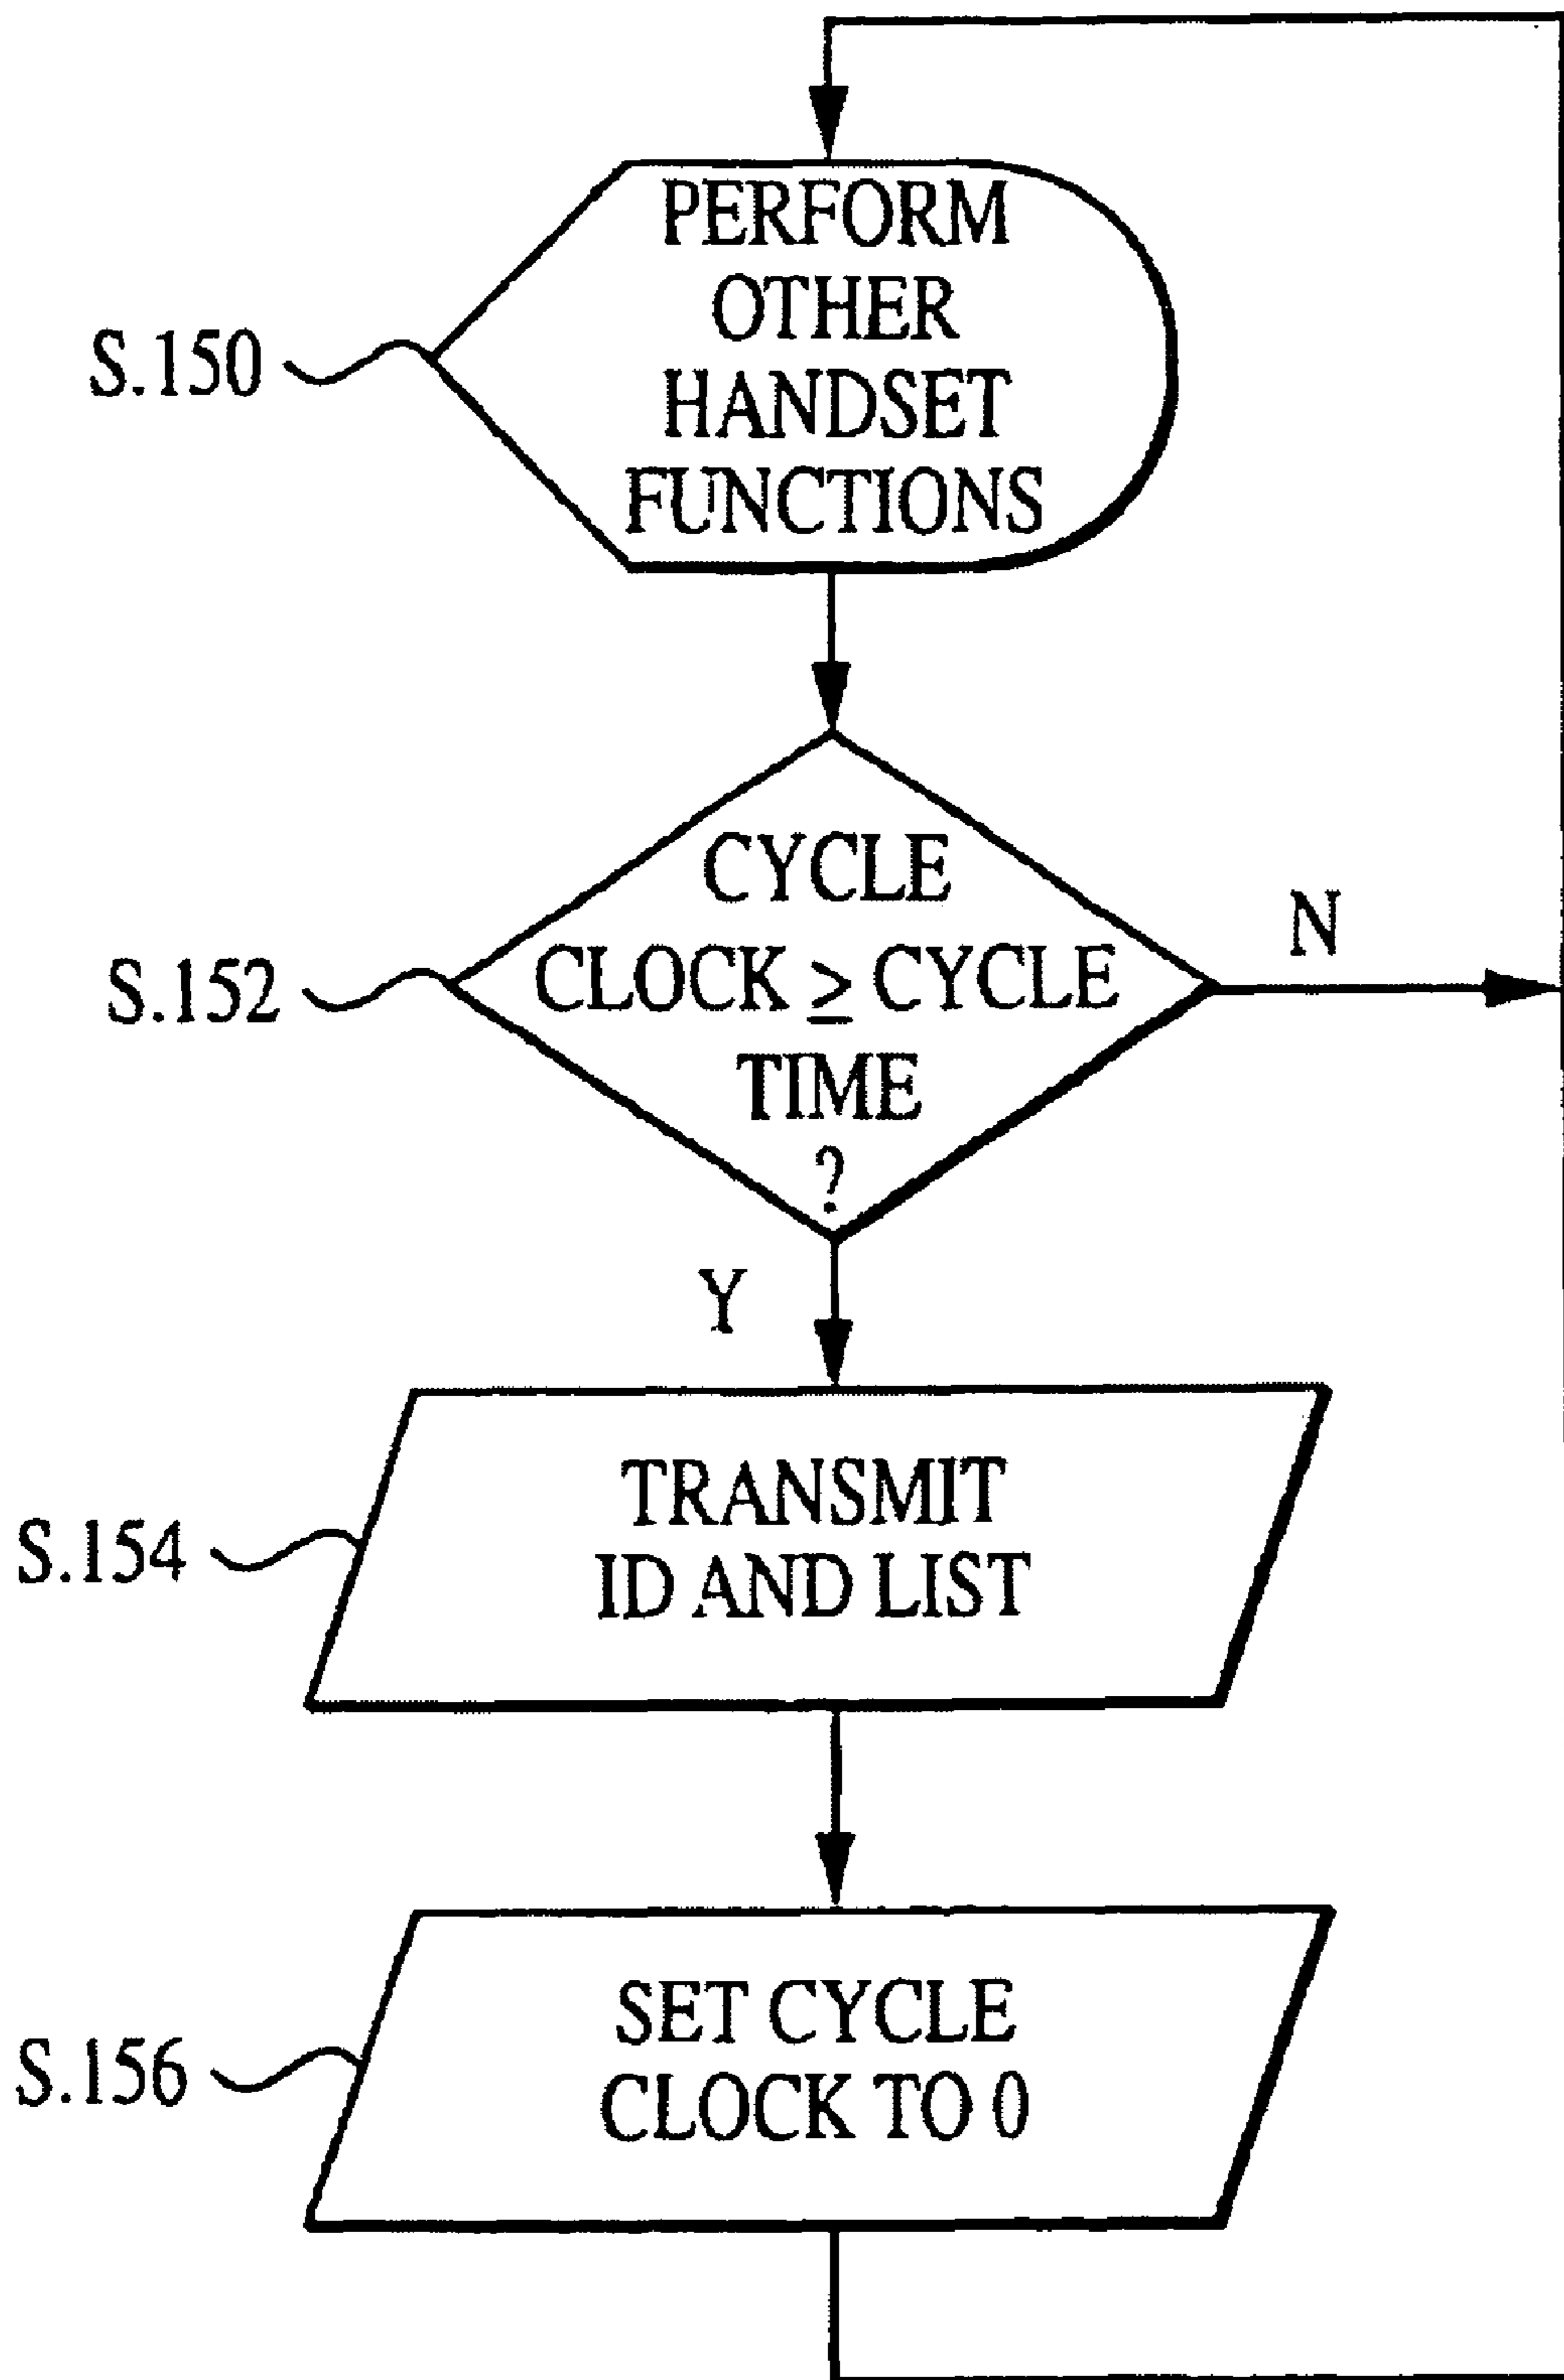 PERFORM
OTHER
HANDSET
FUNCTIONS
S.150
CYCLE
CLOCK ≥ CYCLE
TIME
?
S.152
N
Y
TRANSMIT
ID AND LIST
S.154
SET CYCLE
CLOCK TO 0
S.156